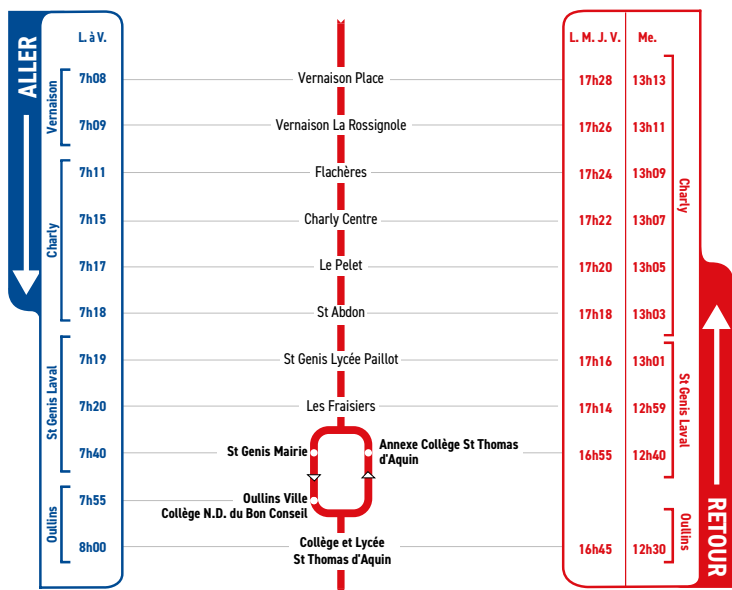 ALLER
L. à V.
L. M. J. V. Me.
Vernaison
7h08 Vernaison Place 17h28 13h13
7h09 Vernaison La Rossignole 17h26 13h11
Charly
7h11 Flachères 17h24 13h09
Charly
7h15 Charly Centre 17h22 13h07
7h17 Le Pelet 17h20 13h05
7h18 St Abdon 17h18 13h03
St Genis Laval
7h19 St Genis Lycée Paillot 17h16 13h01
St Genis Laval
7h20 Les Fraisiers 17h14 12h59
7h40 St Genis Mairie Annexe Collège St Thomas
d'Aquin 16h55 12h40
Oullins
7h55 Oullins Ville
Collège N.D. du Bon Conseil
Oullins
8h00 Collège et Lycée
St Thomas d'Aquin 16h45 12h30
RETOUR